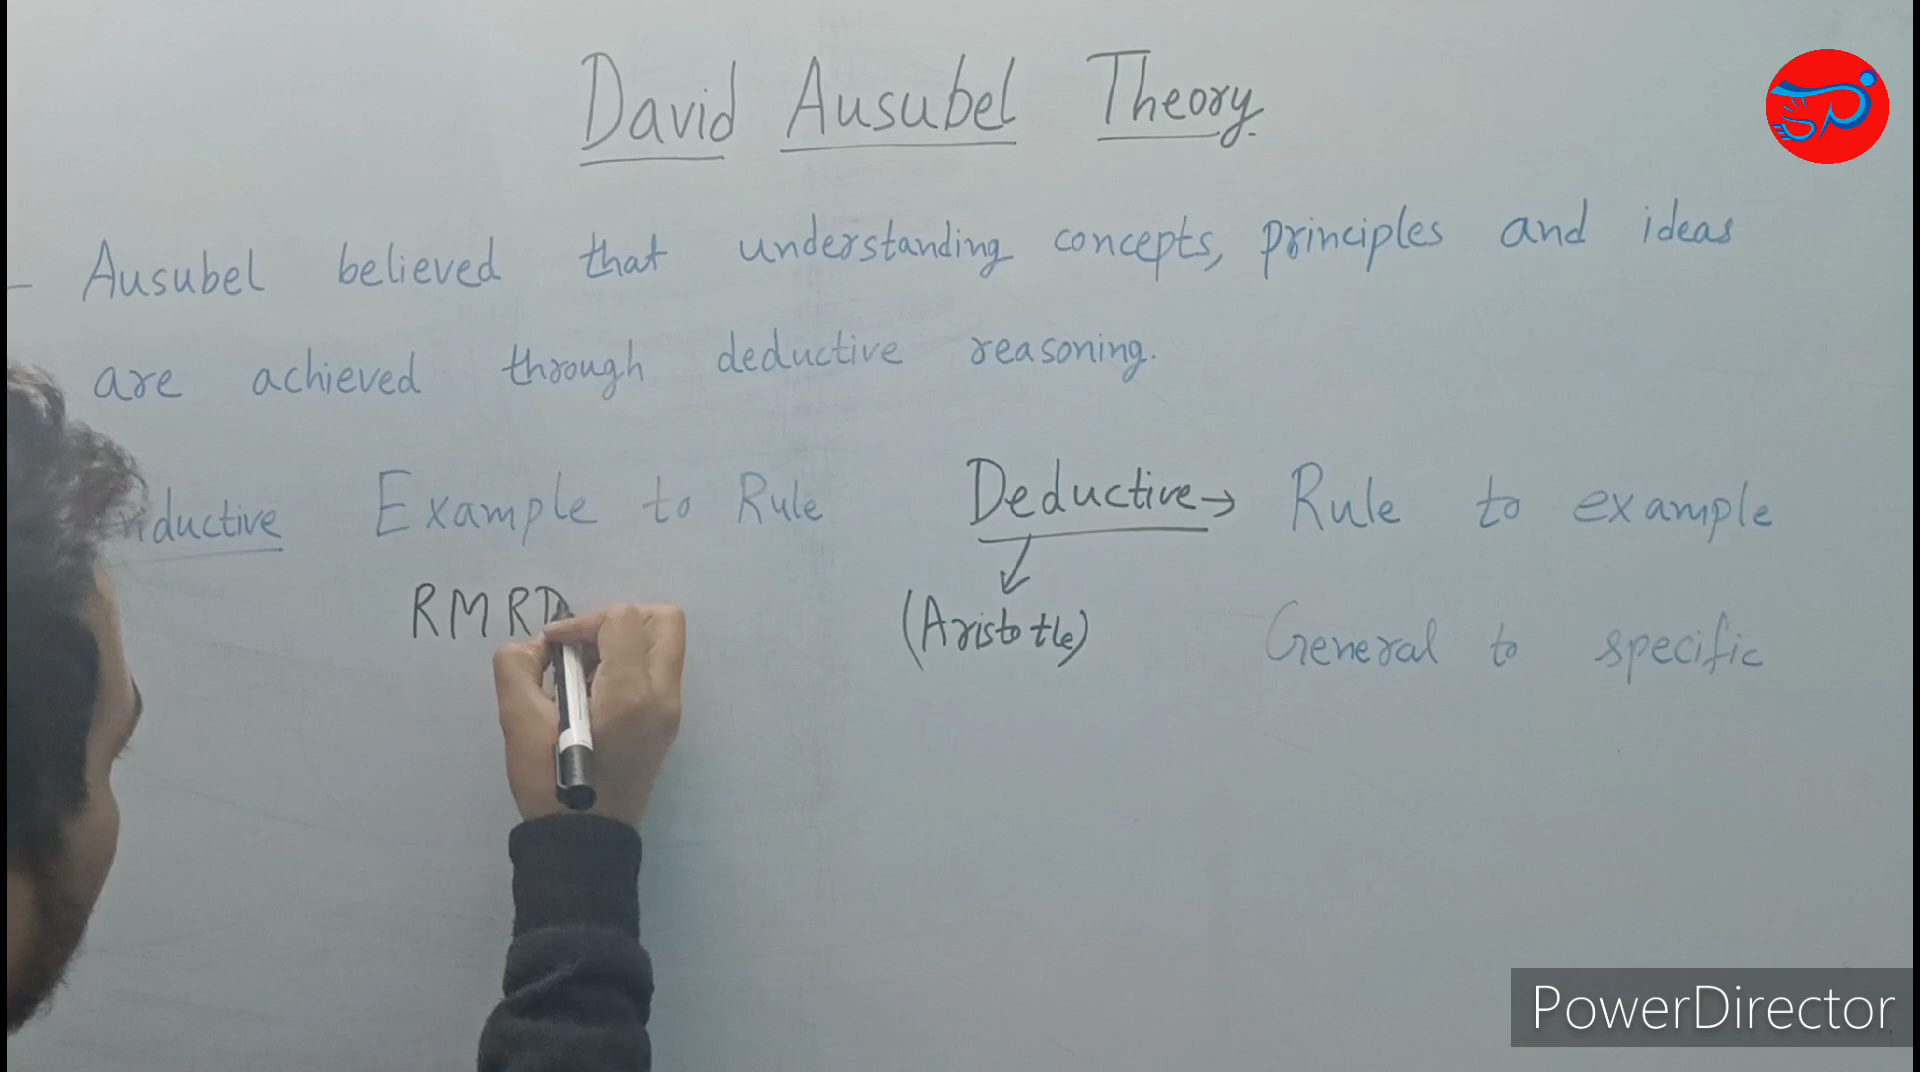 David Ausubel Theory.
- Ausubel believed that understanding concepts, principles and ideas
are achieved through deductive reasoning.
nductive Example to Rule Deductive → Rule to example
RMRD (Aristotle) General to specific
PowerDirector